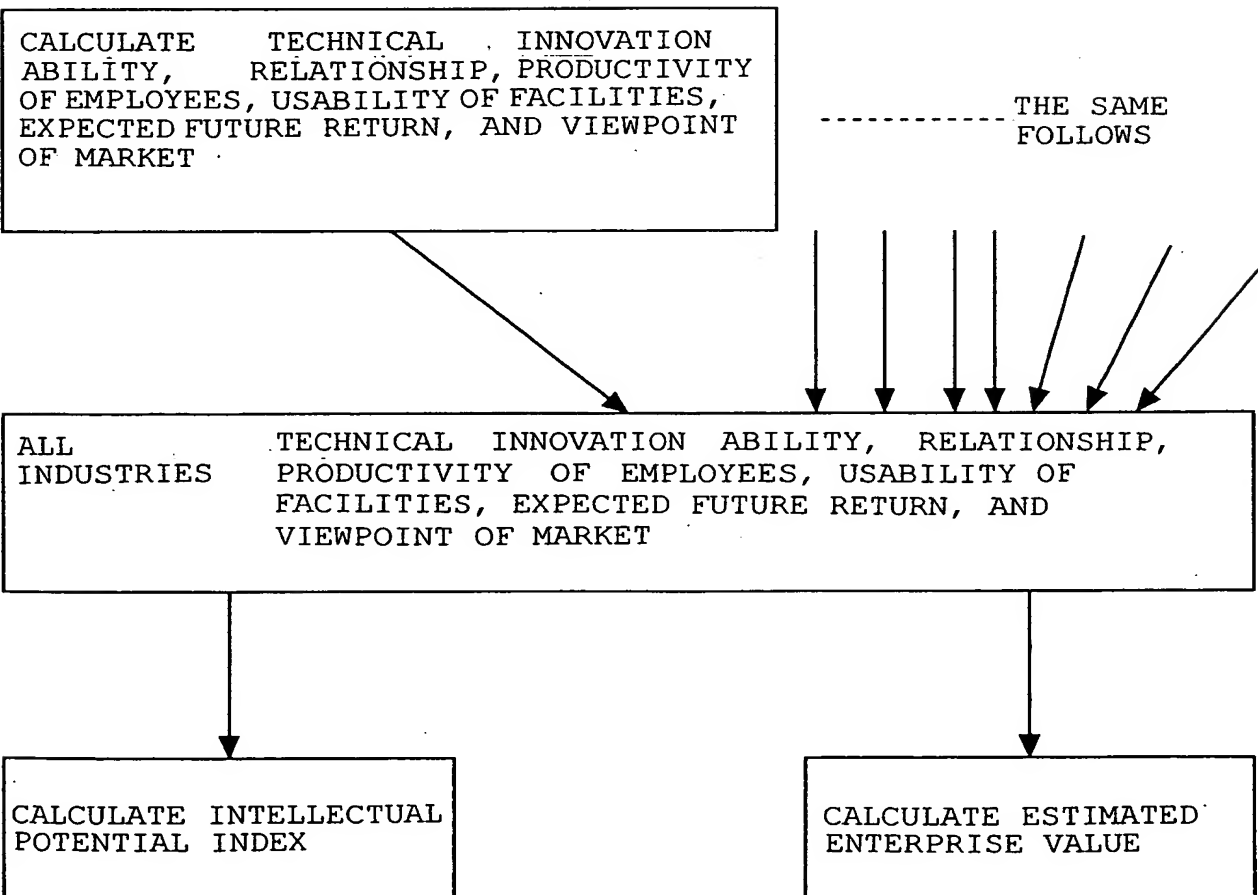 CALCULATE TECHNICAL INNOVATION
ABILITY, RELATIONSHIP, PRODUCTIVITY
OF EMPLOYEES, USABILITY OF FACILITIES,
EXPECTED FUTURE RETURN, AND VIEWPOINT
OF MARKET
THE SAME
FOLLOWS
ALL
INDUSTRIES
TECHNICAL INNOVATION ABILITY, RELATIONSHIP,
PRODUCTIVITY OF EMPLOYEES, USABILITY OF
FACILITIES, EXPECTED FUTURE RETURN, AND
VIEWPOINT OF MARKET
CALCULATE INTELLECTUAL
POTENTIAL INDEX
CALCULATE ESTIMATED
ENTERPRISE VALUE